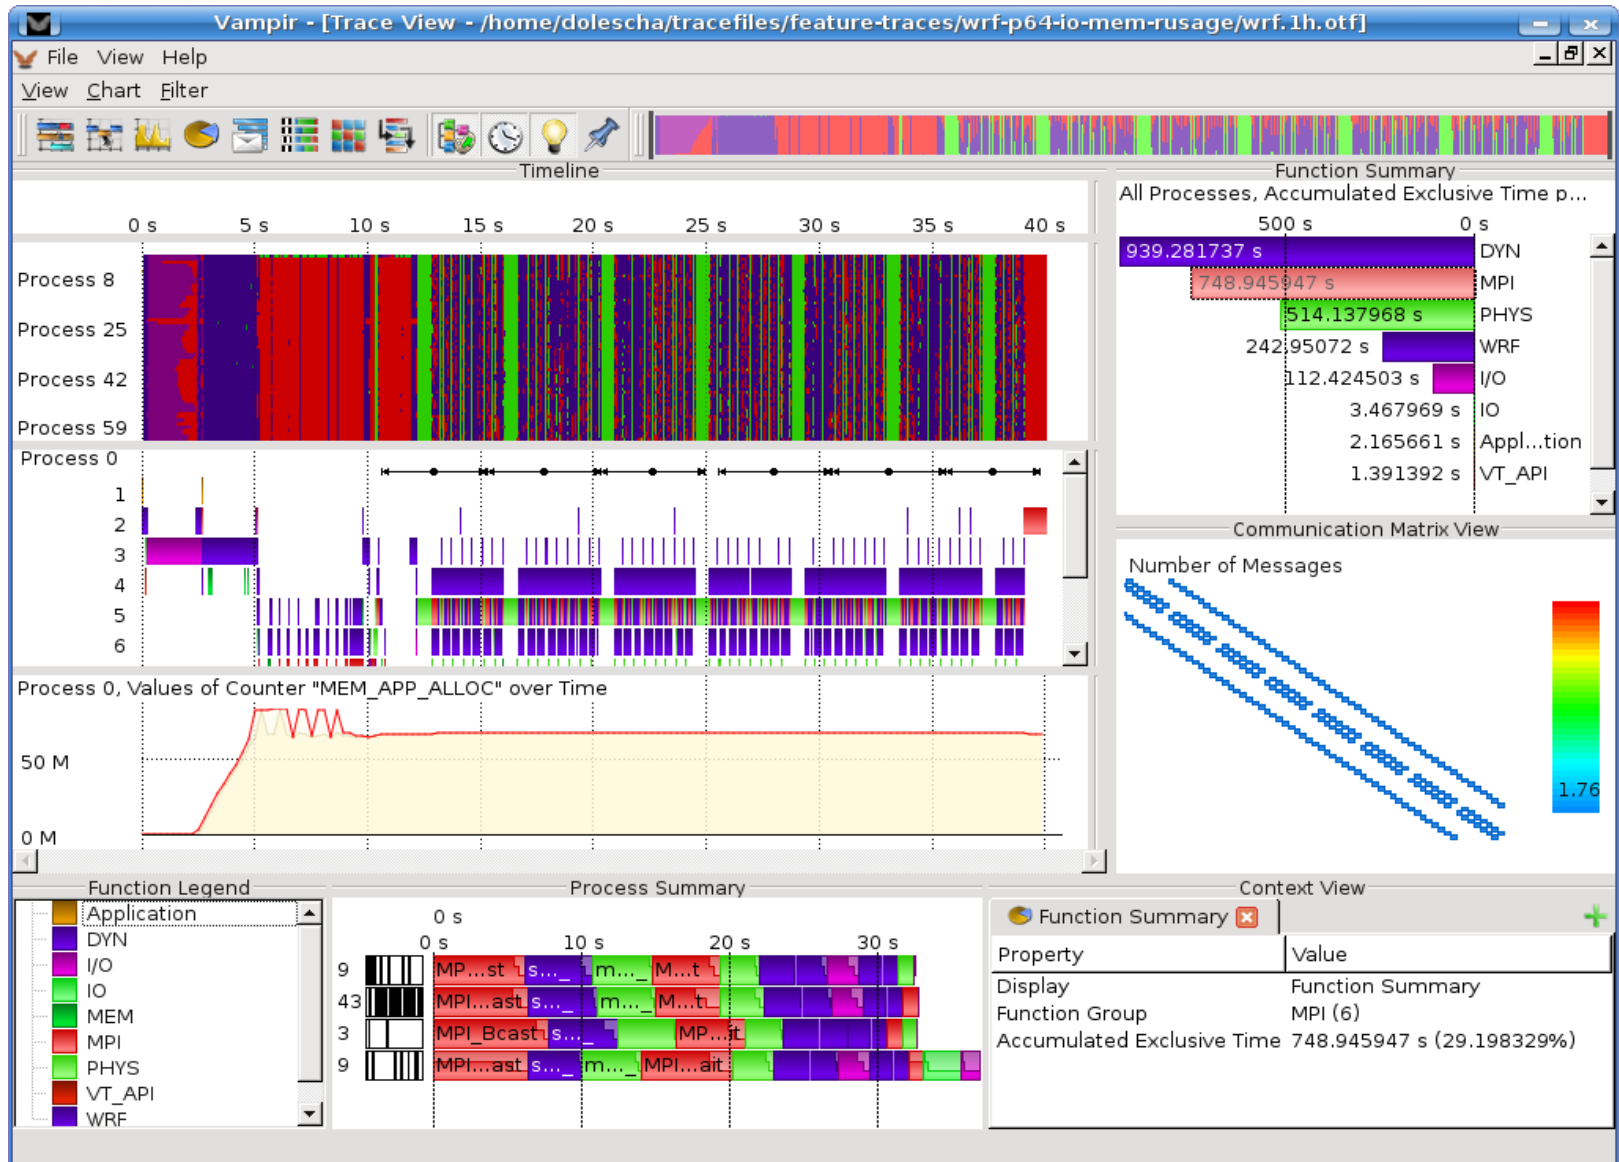 Vampir - [Trace View - /home/dolescha/tracefiles/feature-traces/wrf-p64-io-mem-rusage/wrf.1h.otf]
File View Help
View Chart Filter
Timeline
0 s 5 s 10 s 15 s 20 s 25 s 30 s 35 s 40 s
Process 8
Process 25
Process 42
Process 59
Process 0
1
2
3
4
5
6
Process 0, Values of Counter "MEM_APP_ALLOC" over Time
50 M
0 M
Function Summary
All Processes, Accumulated Exclusive Time p...
500 s 0 s
939.281737 s DYN
748.945947 s MPI
514.137968 s PHYS
242.95072 s WRF
112.424503 s I/O
3.467969 s IO
2.165661 s Appl...tion
1.391392 s VT_API
Communication Matrix View
Number of Messages
1.76
Function Legend
Application
DYN
I/O
IO
MEM
MPI
PHYS
VT_API
WRF
Process Summary
0 s
0 s 10 s 20 s 30 s
9 MP...st s..._ m..._ M...t
43 MPI...ast s..._ m..._ M...t
3 MPI_Bcast s..._ MP...it
9 MPI...ast s..._ m..._ MPI...ait
Context View
Function Summary
Property Value
Display Function Summary
Function Group MPI (6)
Accumulated Exclusive Time 748.945947 s (29.198329%)